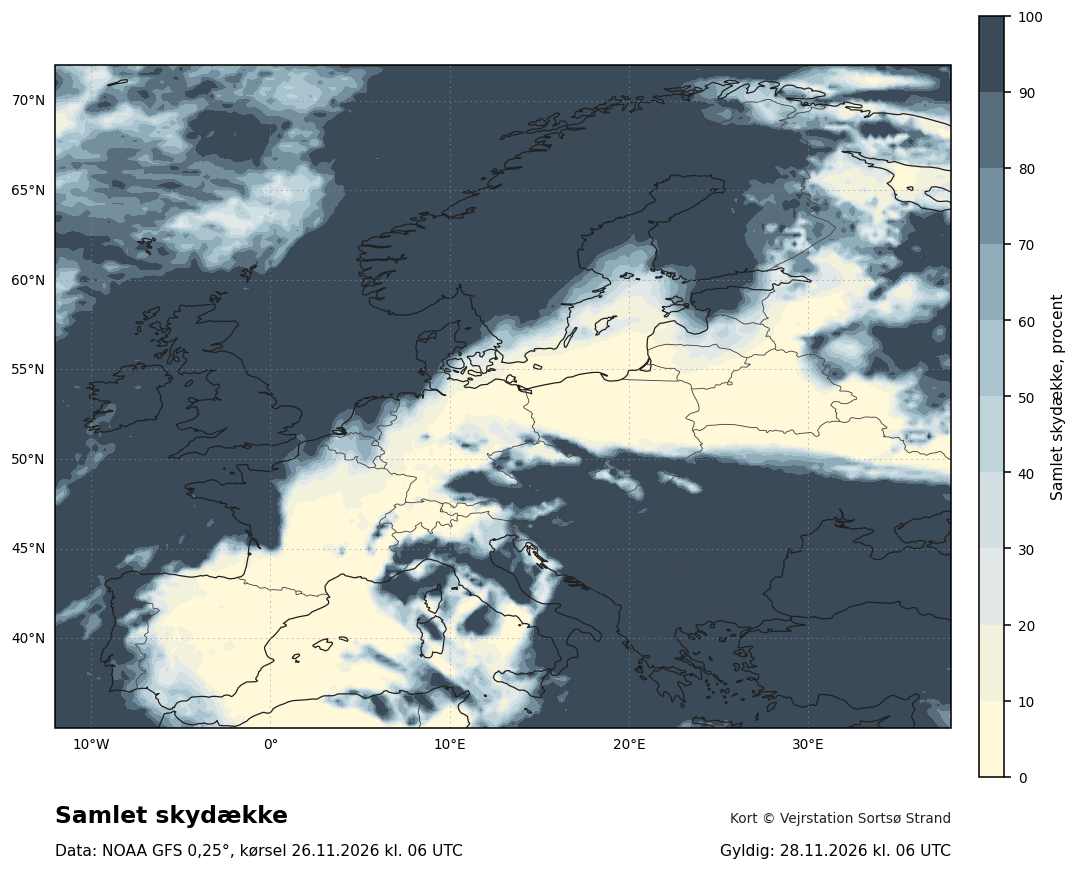 70°N
65°N
60°N
55°N
50°N
45°N
40°N
10°W
0°
10°E
20°E
30°E
100
90
80
70
60
50
40
30
20
10
0
Samlet skydække, procent
Samlet skydække
Kort © Vejrstation Sortsø Strand
Data: NOAA GFS 0,25°, kørsel 26.11.2026 kl. 06 UTC
Gyldig: 28.11.2026 kl. 06 UTC